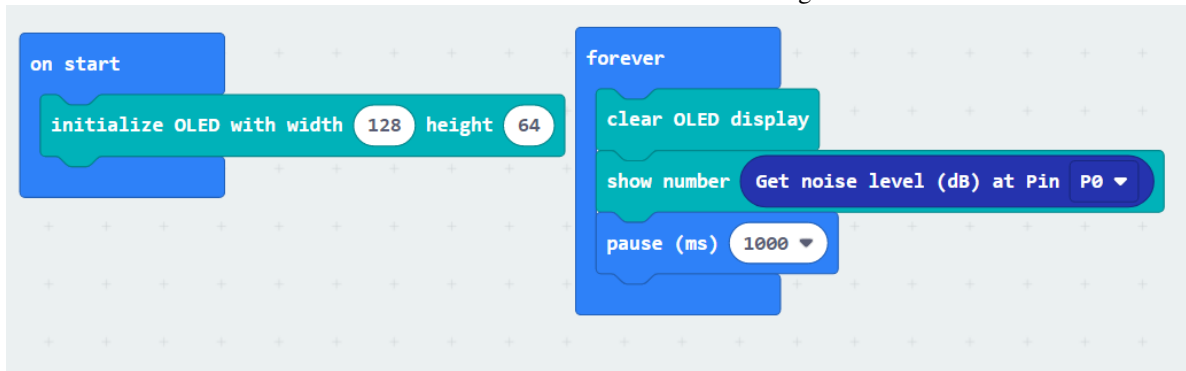 on start
initialize OLED with width 128 height 64
forever
clear OLED display
show number Get noise level (dB) at Pin P0
pause (ms) 1000